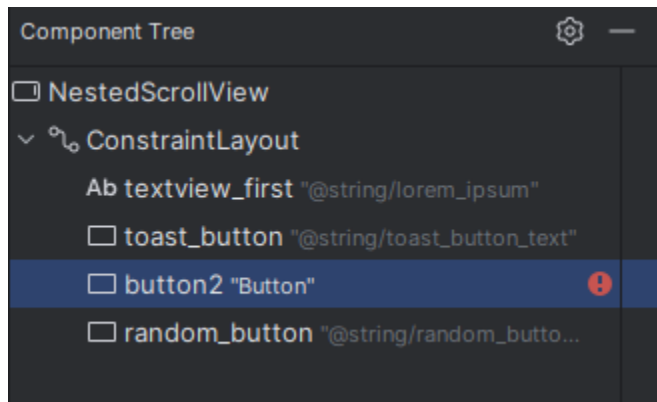 Component Tree
NestedScrollView
ConstraintLayout
Ab textview_first "@string/lorem_ipsum"
toast_button "@string/toast_button_text"
button2 "Button"
random_button "@string/random_butto...